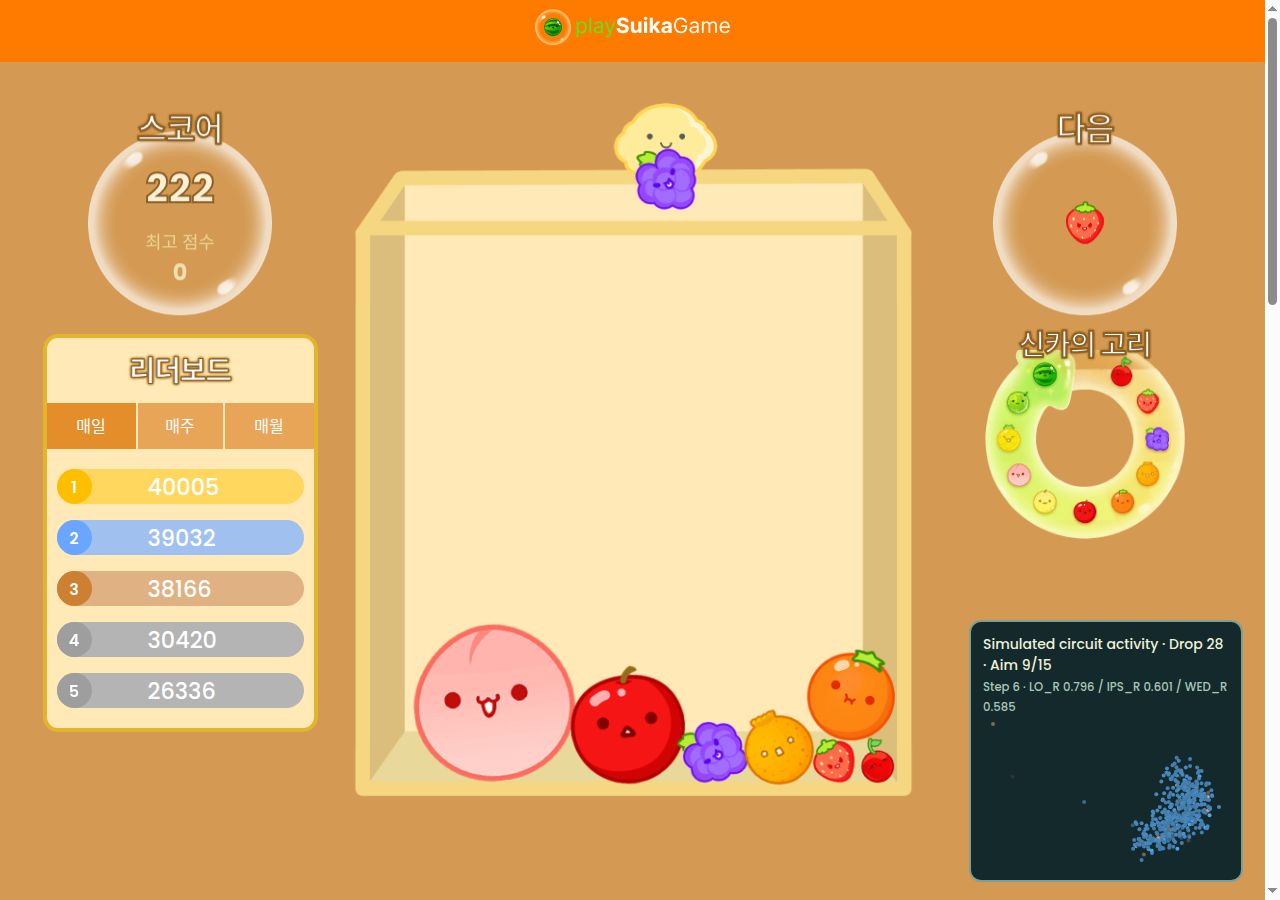 playSuikaGame
스코어
222
최고 점수
0
다음
신카의 고리
리더보드
매일 매주 매월
1 40005
2 39032
3 38166
4 30420
5 26336
Simulated circuit activity · Drop 28
· Aim 9/15
Step 6 · LO_R 0.796 / IPS_R 0.601 / WED_R
0.585